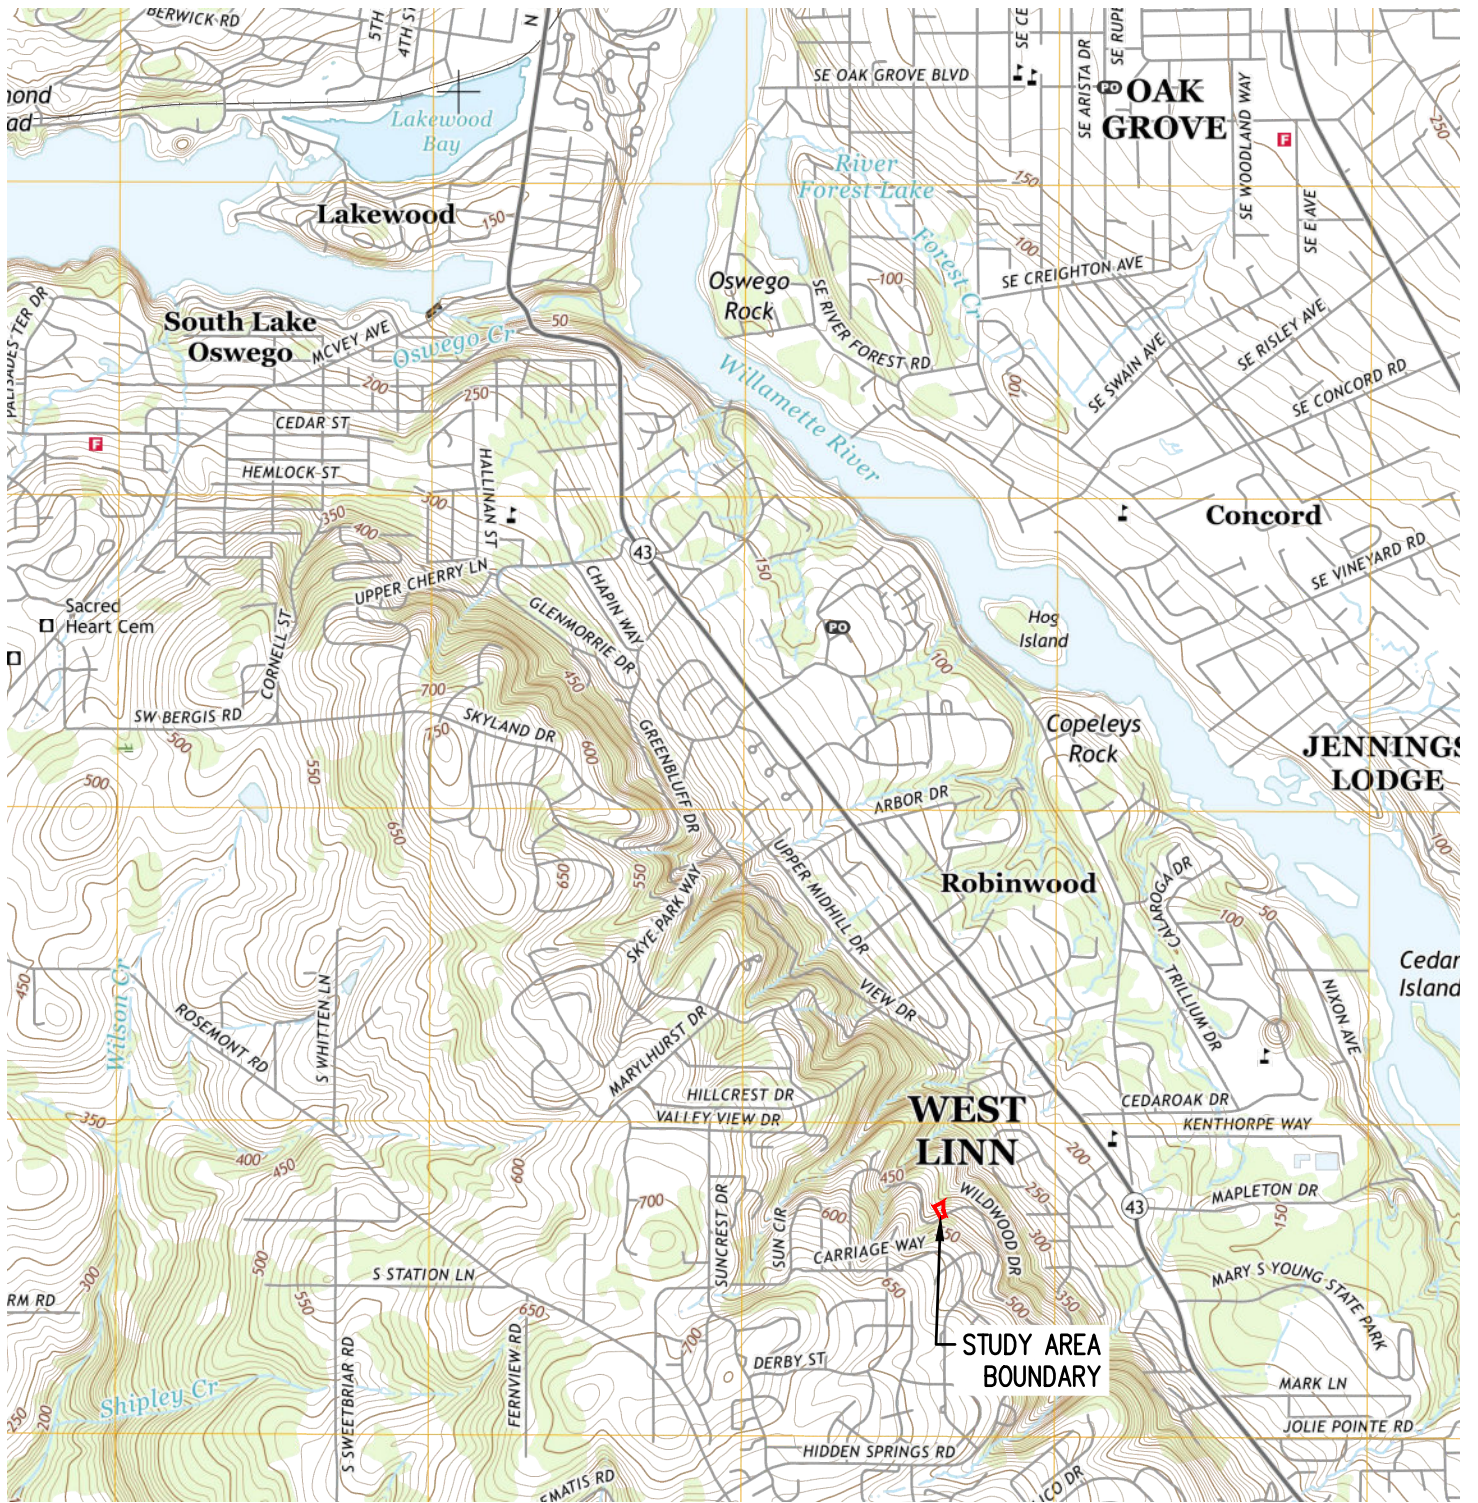 BERWICK RD
5TH ST
4TH ST
N
SE OAK GROVE BLVD
SE ARISTA DR
PO
OAK
GROVE
SE WOODLAND WAY
F
250
Lakewood
Bay
Lakewood
150
River
Forest Lake
150
SE E AVE
Forest Cr
100
SE CREIGHTON AVE
Oswego
Rock
100
SE RIVER FOREST RD
South Lake
Oswego
MCVEY AVE
Oswego Cr
50
200
250
Willamette River
100
SE SWAIN AVE
SE RISLEY AVE
SE CONCORD RD
CEDAR ST
F
HEMLOCK ST
HALLINAN ST
300
350
400
43
150
Concord
SE VINEYARD RD
UPPER CHERRY LN
CHAPIN WAY
GLENMORRIE DR
Sacred
Heart Cem
CORNELL ST
PO
Hog
Island
100
450
700
SW BERGIS RD
SKYLAND DR
750
500
600
GREENBLUFF DR
Copeleys
Rock
JENNINGS
LODGE
500
550
650
ARBOR DR
100
650
550
SKYE PARK WAY
UPPER MIDHILL DR
Robinwood
CALAROGA DR
100
50
Cedar
Island
450
Wilson Cr
ROSEMONT RD
S WHITTEN LN
VIEW DR
TRILLIUM DR
NIXON AVE
MARYLHURST DR
HILLCREST DR
VALLEY VIEW DR
WEST
LINN
CEDAROAK DR
KENTHORPE WAY
350
400
450
600
700
SUNCREST DR
SUN CIR
450
600
WILDWOOD DR
200
250
43
MAPLETON DR
150
300
CARRIAGE WAY
500
S STATION LN
650
500
350
MARY S YOUNG STATE PARK
300
550
RM RD
650
700
STUDY AREA
BOUNDARY
S SWEETBRIAR RD
FERNVIEW RD
DERBY ST
Shipley Cr
250
200
MARK LN
JOLIE POINTE RD
HIDDEN SPRINGS RD
EMATIS RD
ICO DR